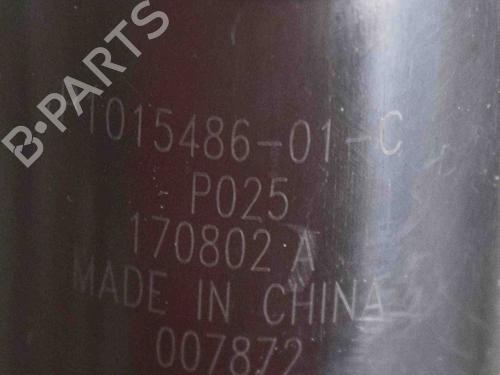 B-PARTS
1015486-01-C
P025
170802 A
MADE IN CHINA
007872